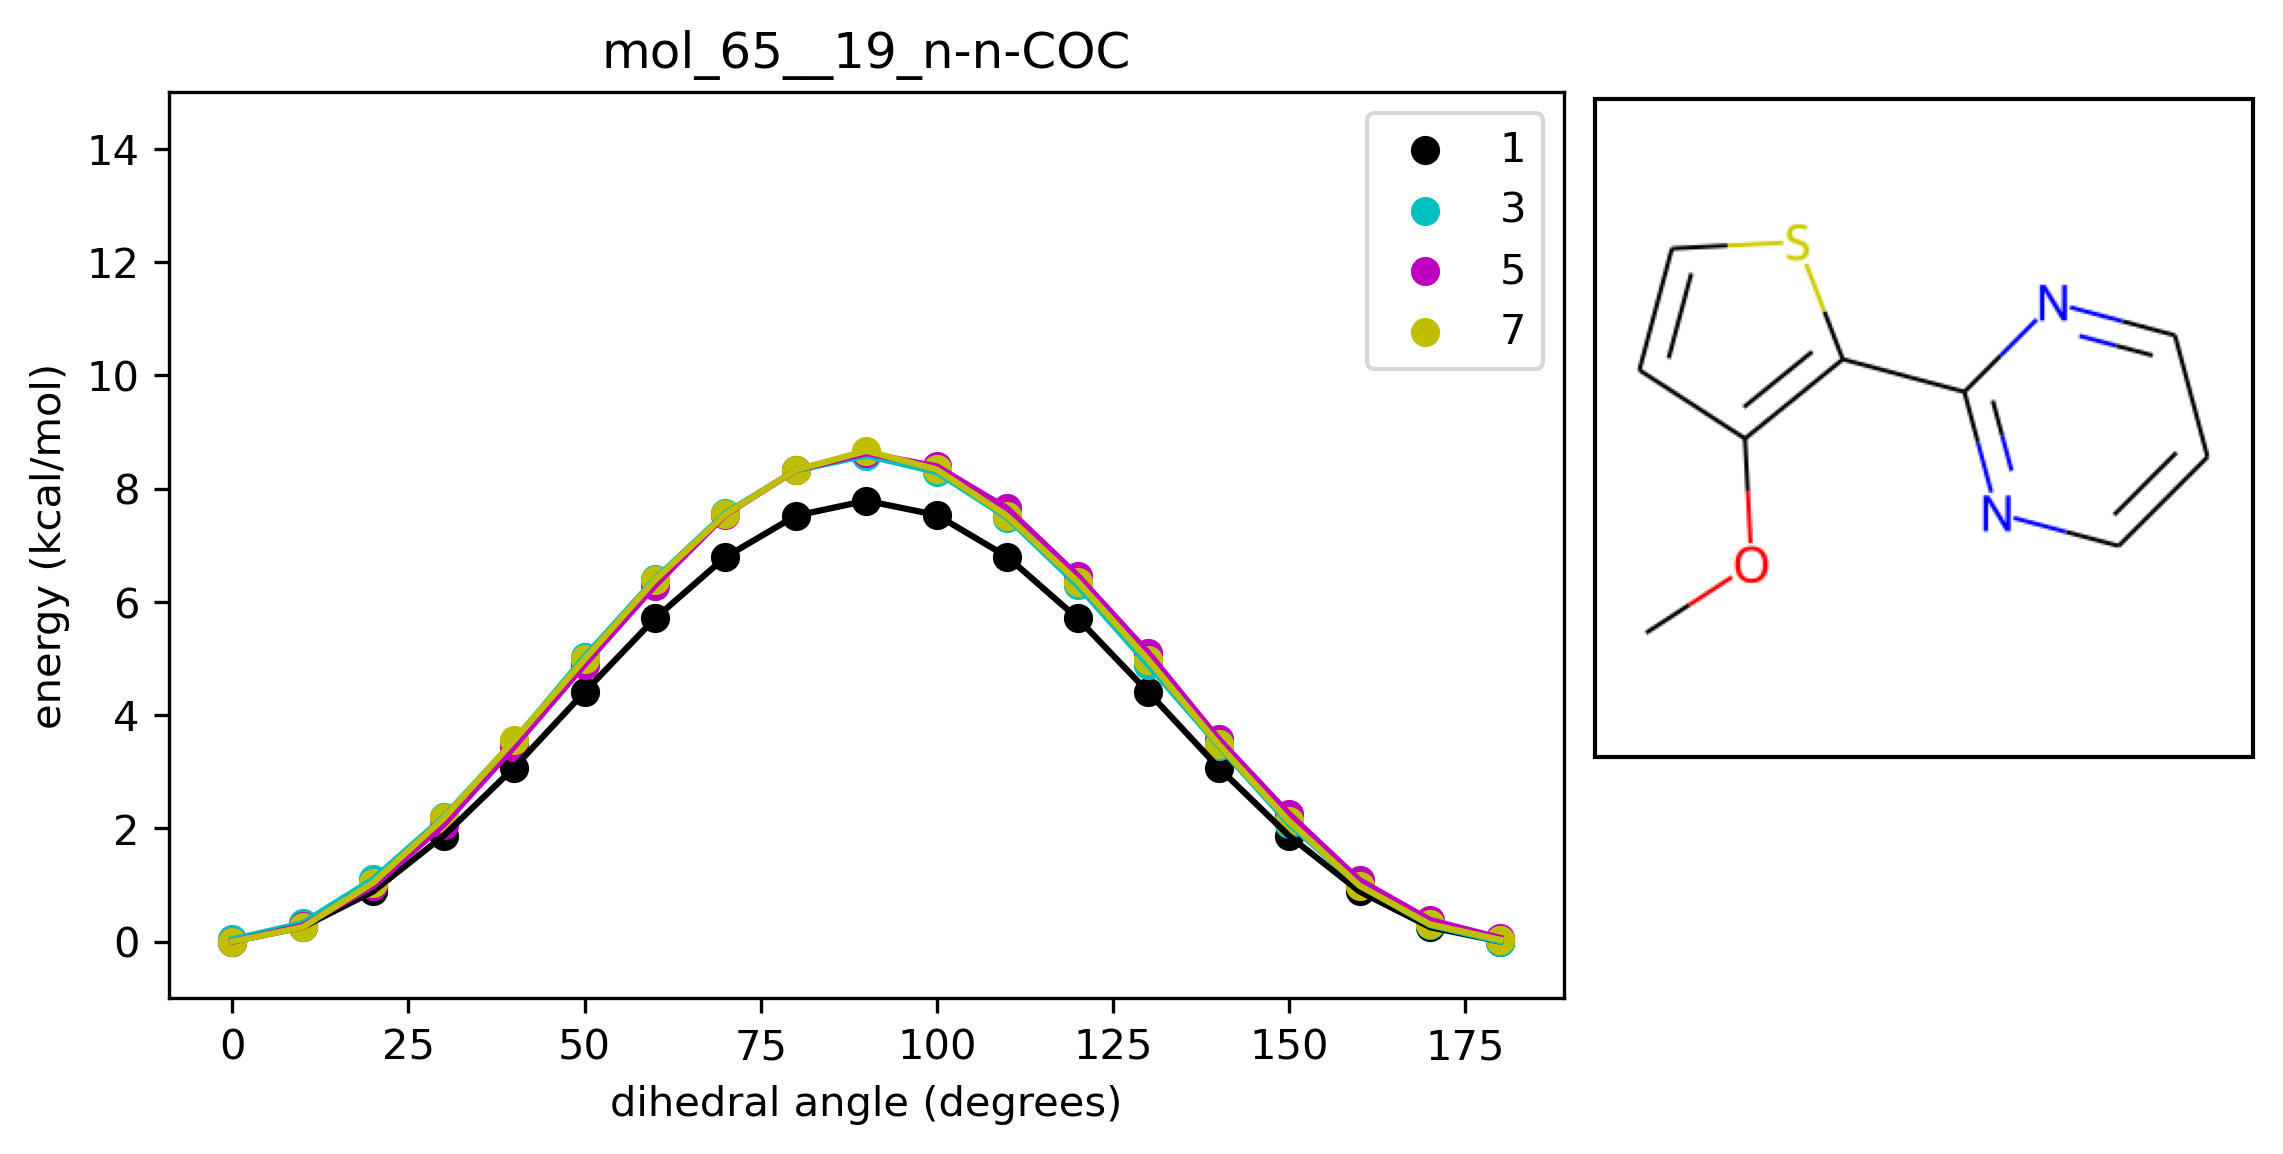 mol_65__19_n-n-COC
14
12
10
8
6
4
2
0
energy (kcal/mol)
0 25 50 75 100 125 150 175
dihedral angle (degrees)
1
3
5
7
S
N
N
O